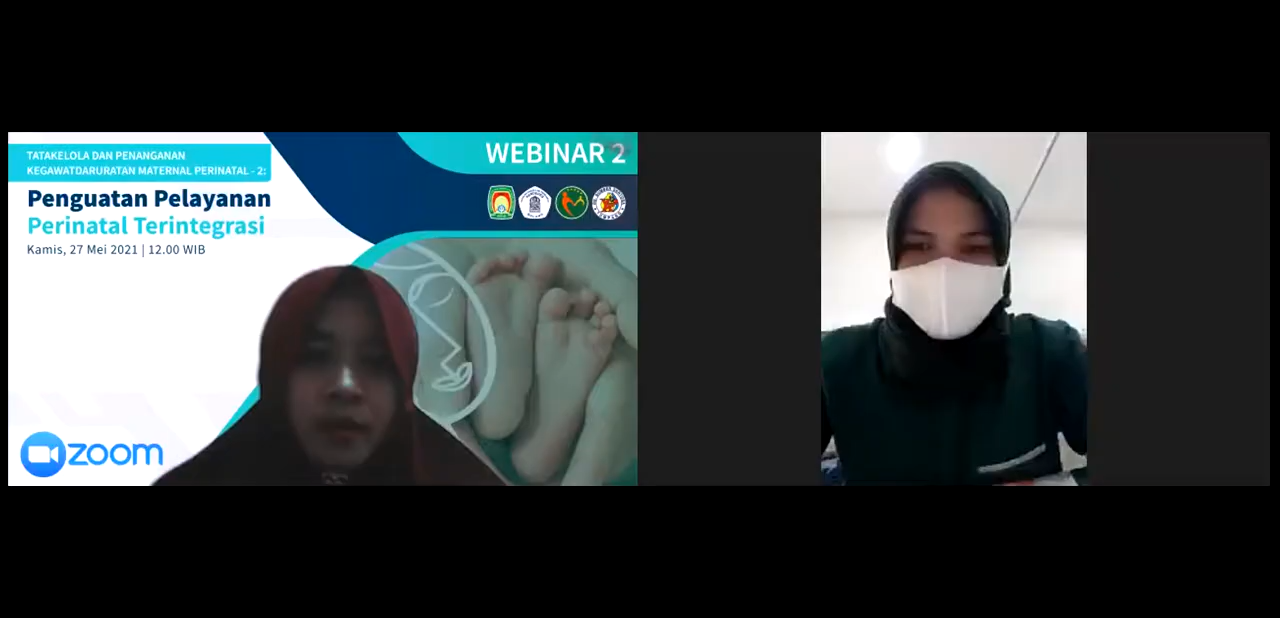 TATAKELOLA DAN PENANGANAN
KEGAWATDARURATAN MATERNAL PERINATAL - 2:
Penguatan Pelayanan
Perinatal Terintegrasi
Kamis, 27 Mei 2021 | 12.00 WIB
WEBINAR 2
zoom